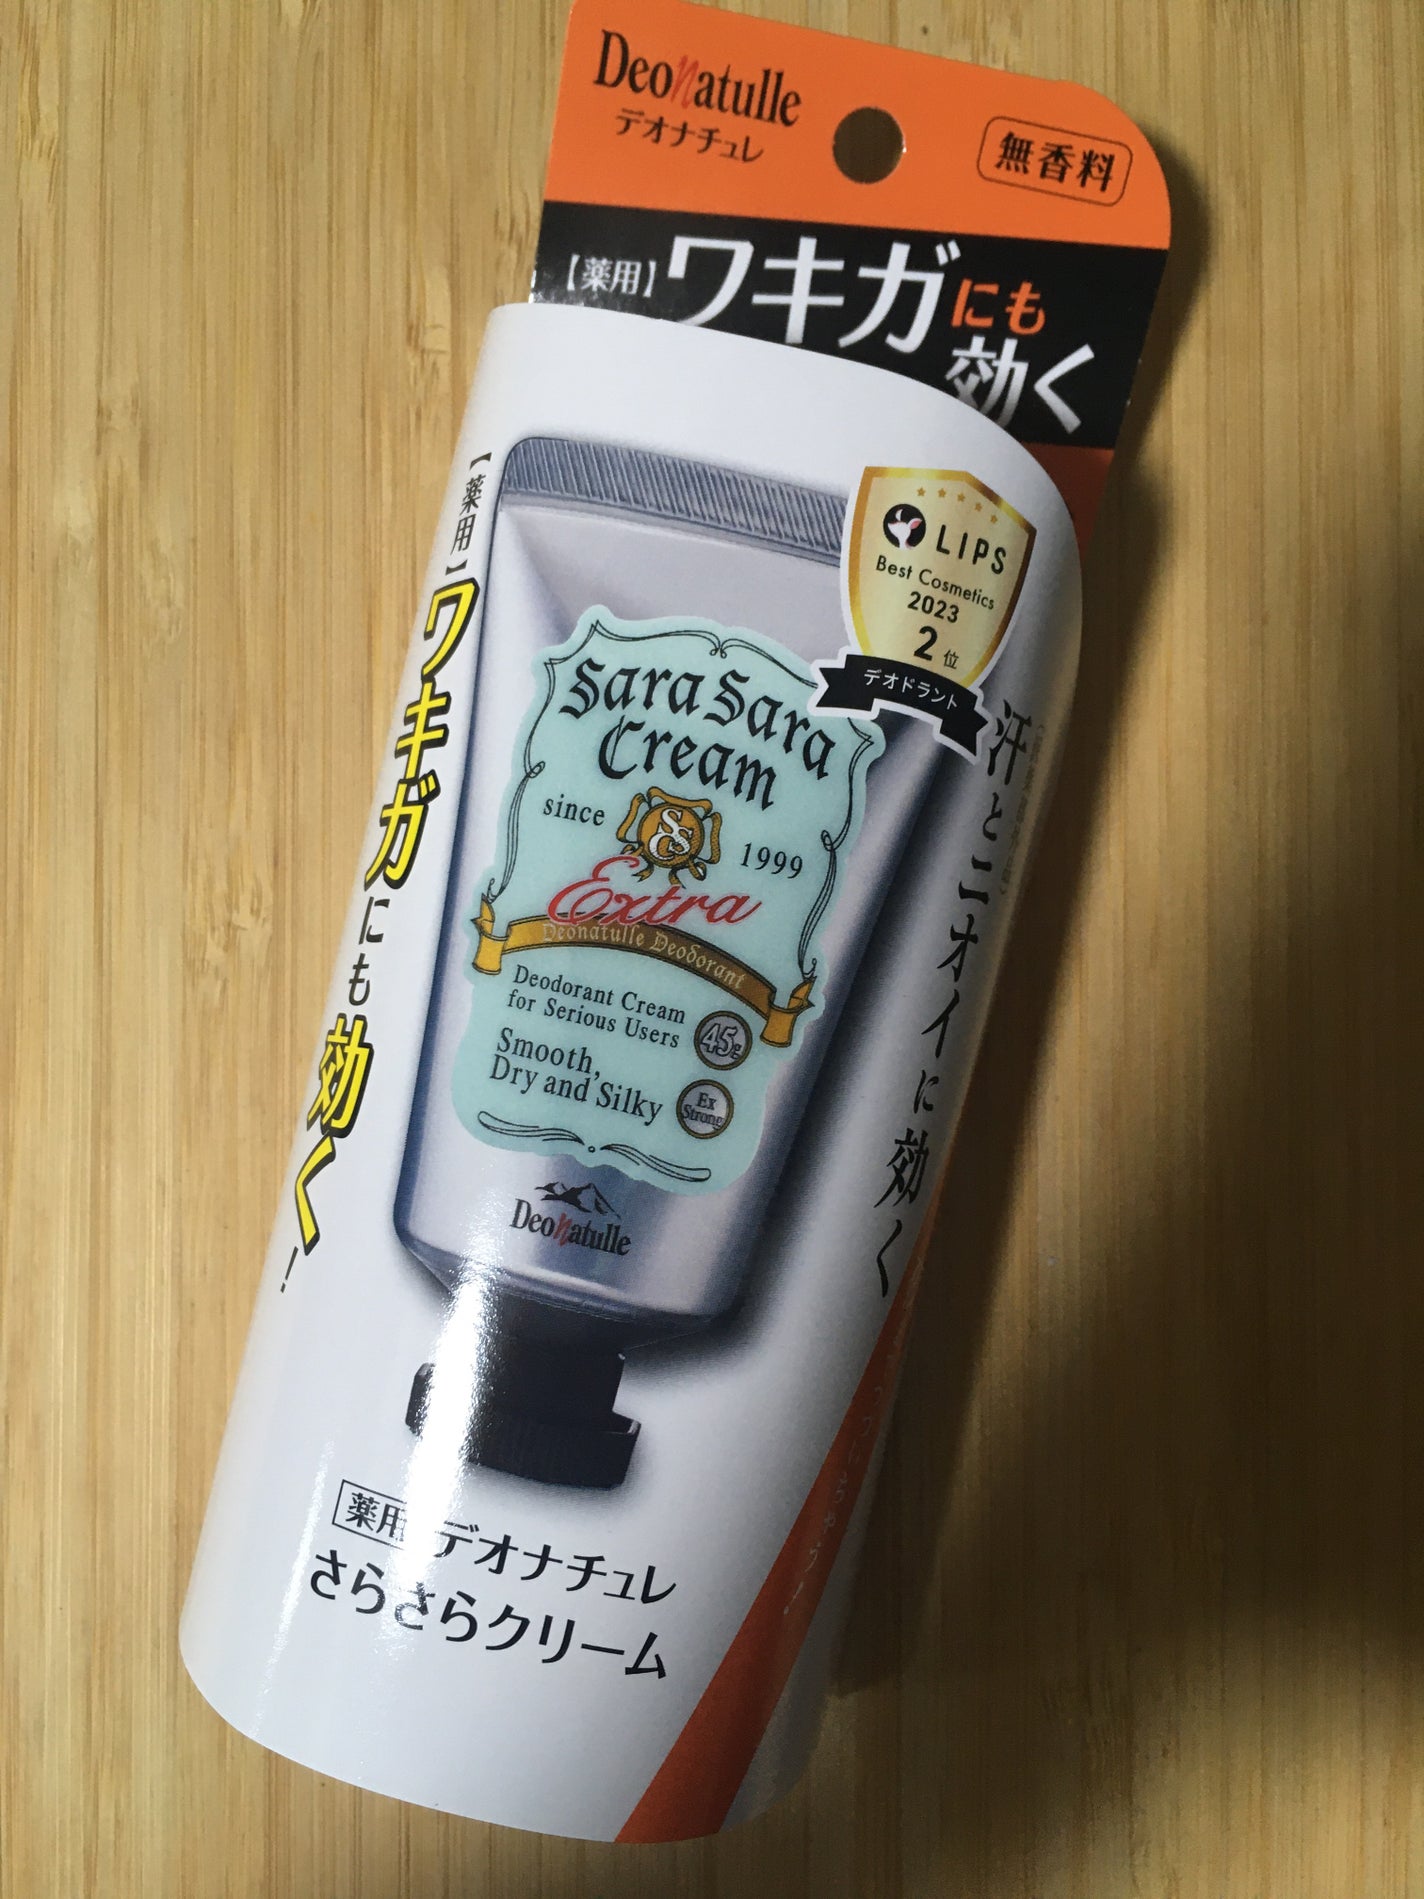 Deonatulle
デオナチュレ
無香料
【薬用】ワキガにも
効く
【薬用】ワキガにも効く!
LIPS
Best Cosmetics
2023
2位
デオドラント
Sara Sara
Cream
since 1999
SC
Extra
Deonatulle Deodorant
Deodorant Cream
for Serious Users
45g
Smooth,
Dry and Silky
Ex
Strong
Deonatulle
汗とニオイに効く
薬用 デオナチュレ
さらさらクリーム